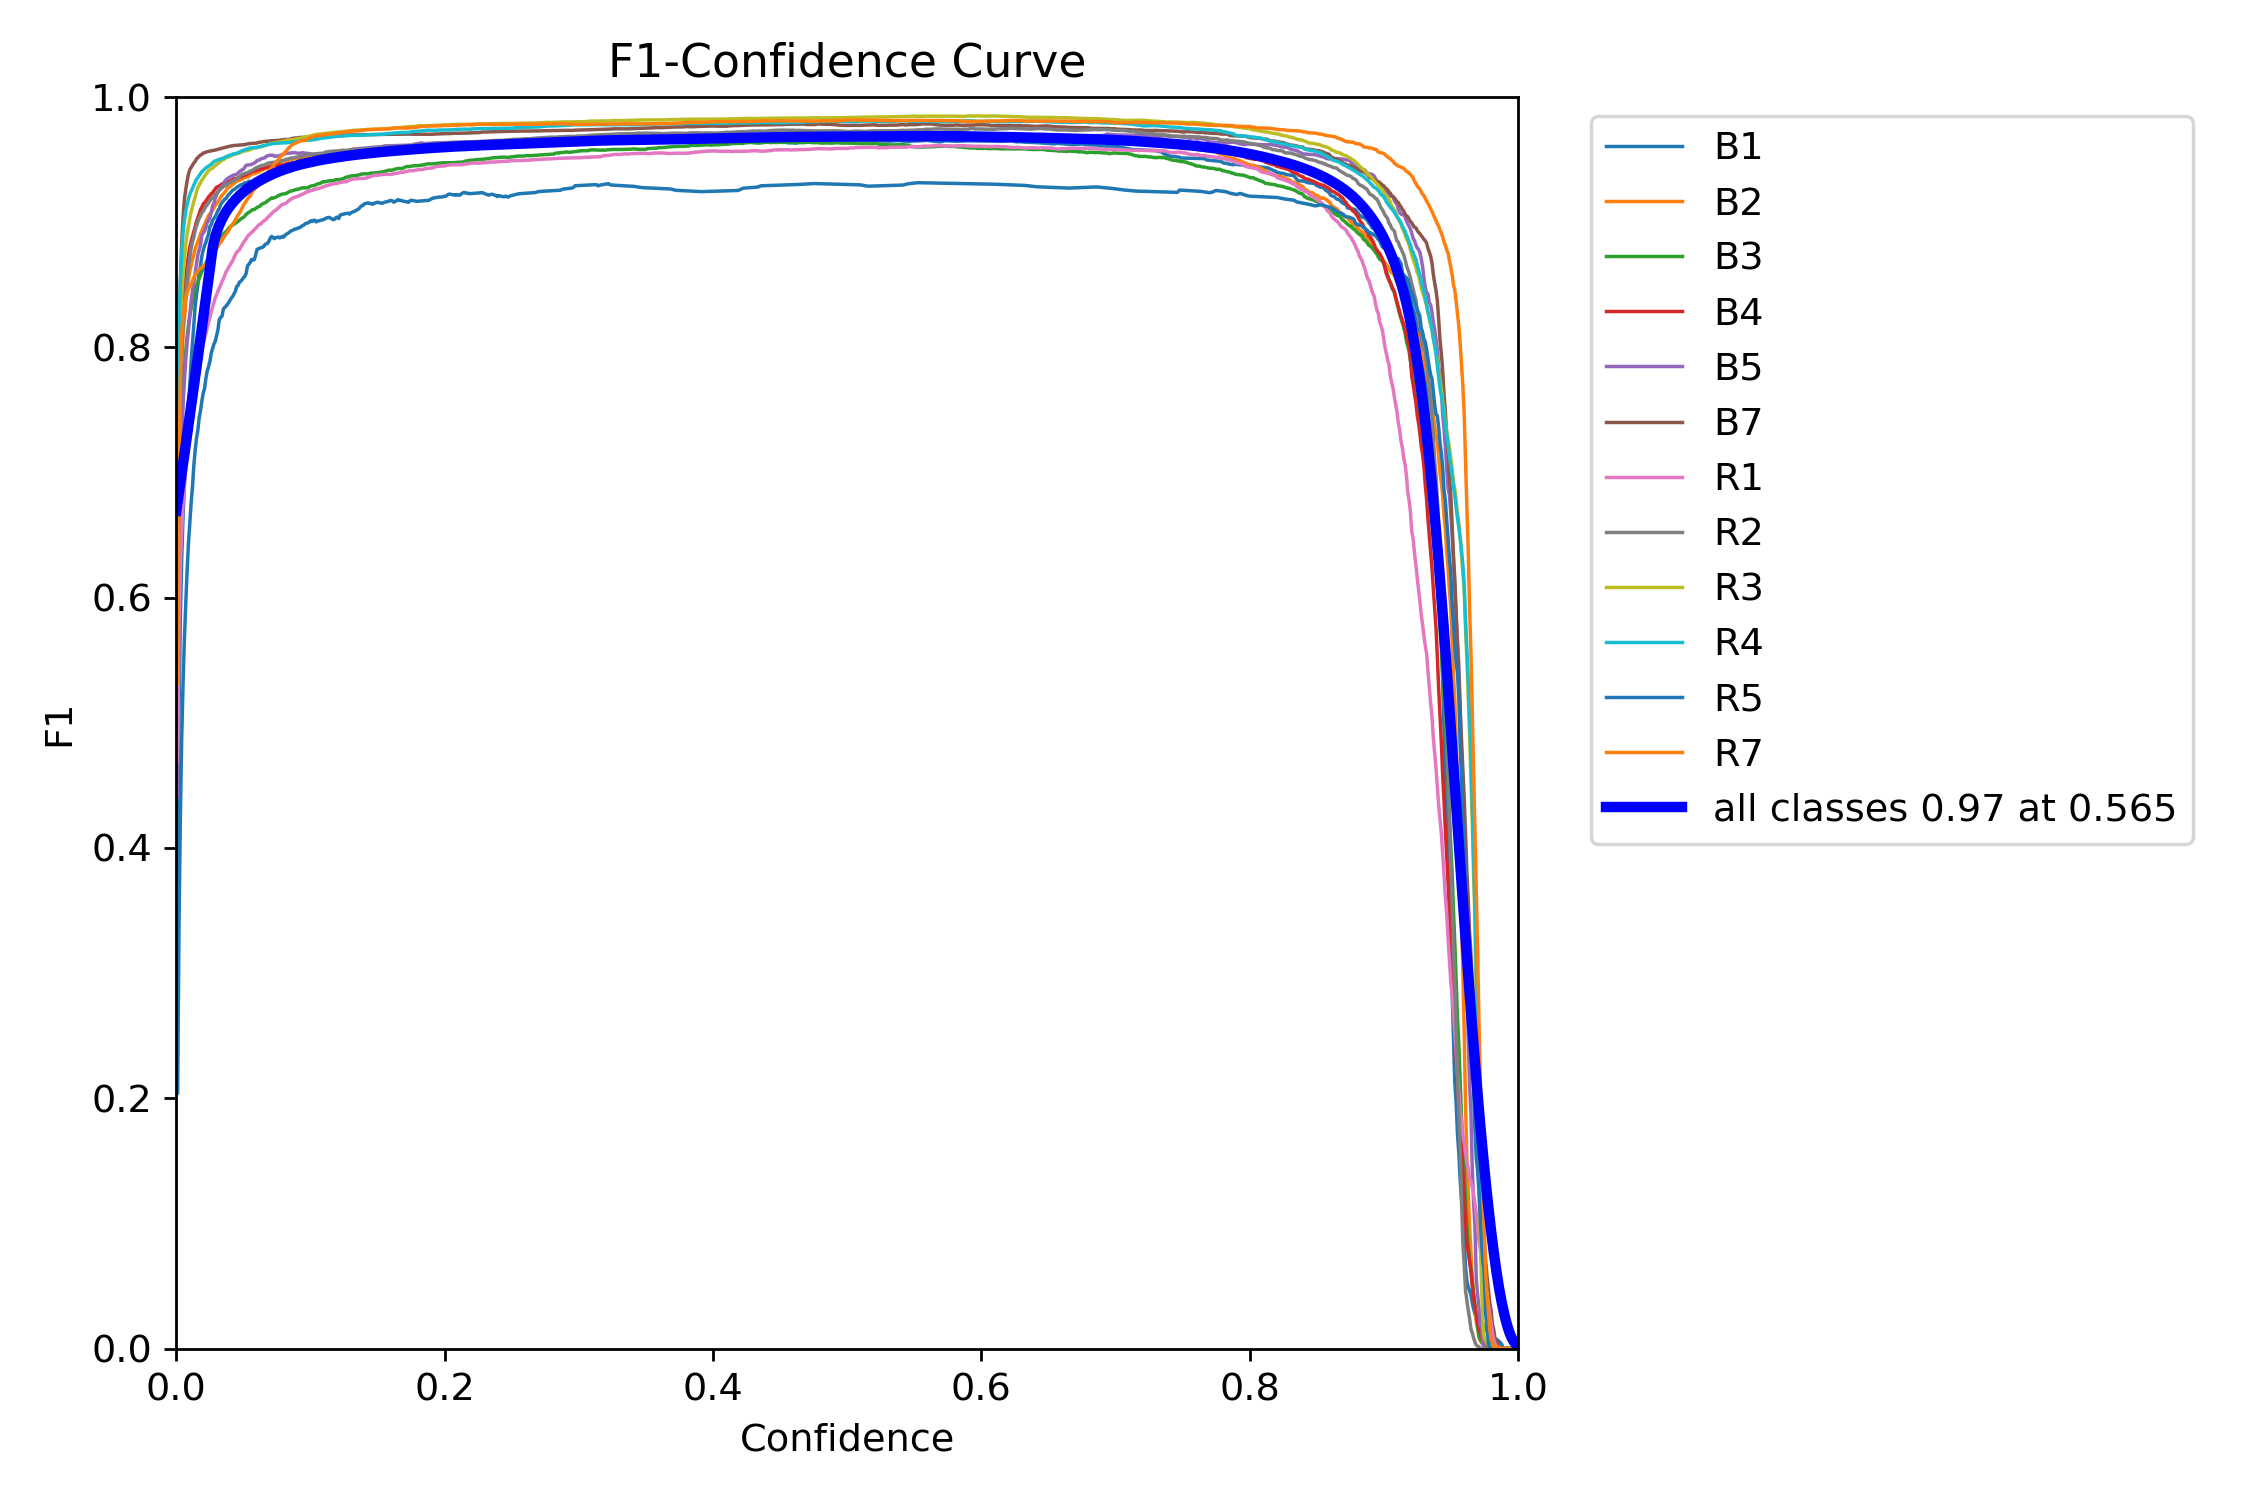 F1-Confidence Curve
1.0
0.8
0.6
0.4
0.2
0.0
F1
0.0 0.2 0.4 0.6 0.8 1.0
Confidence
B1
B2
B3
B4
B5
B7
R1
R2
R3
R4
R5
R7
all classes 0.97 at 0.565